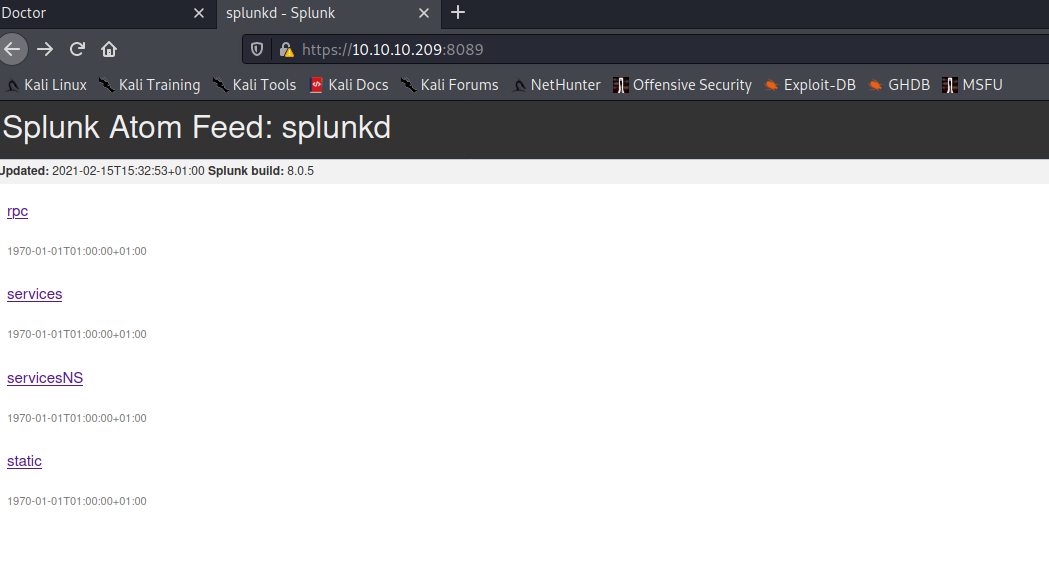 Doctor
splunkd - Splunk
https://10.10.10.209:8089
Kali Linux Kali Training Kali Tools Kali Docs Kali Forums NetHunter Offensive Security Exploit-DB GHDB MSFU
Splunk Atom Feed: splunkd
Updated: 2021-02-15T15:32:53+01:00 Splunk build: 8.0.5
rpc
1970-01-01T01:00:00+01:00
services
1970-01-01T01:00:00+01:00
servicesNS
1970-01-01T01:00:00+01:00
static
1970-01-01T01:00:00+01:00